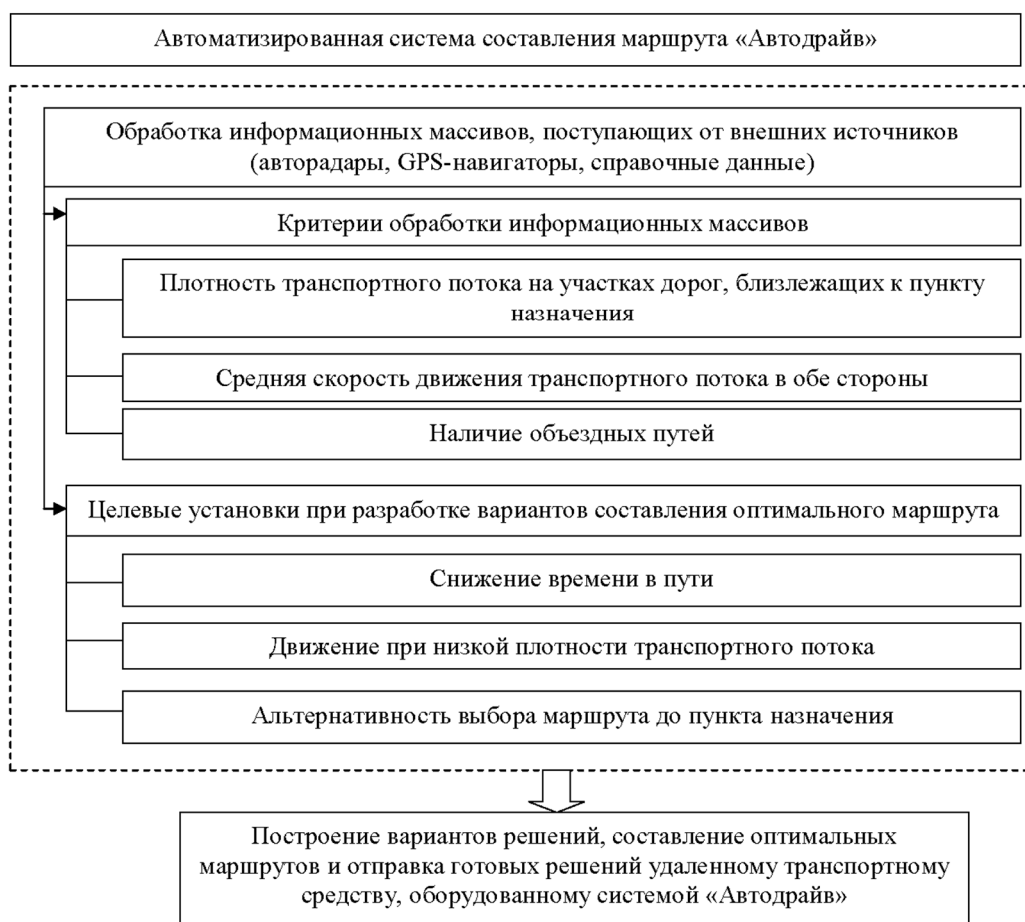 Автоматизированная система составления маршрута «Автодрайв»
Обработка информационных массивов, поступающих от внешних источников
(авторадары, GPS-навигаторы, справочные данные)
Критерии обработки информационных массивов
Плотность транспортного потока на участках дорог, близлежащих к пункту
назначения
Средняя скорость движения транспортного потока в обе стороны
Наличие объездных путей
Целевые установки при разработке вариантов составления оптимального маршрута
Снижение времени в пути
Движение при низкой плотности транспортного потока
Альтернативность выбора маршрута до пункта назначения
Построение вариантов решений, составление оптимальных
маршрутов и отправка готовых решений удаленному транспортному
средству, оборудованному системой «Автодрайв»